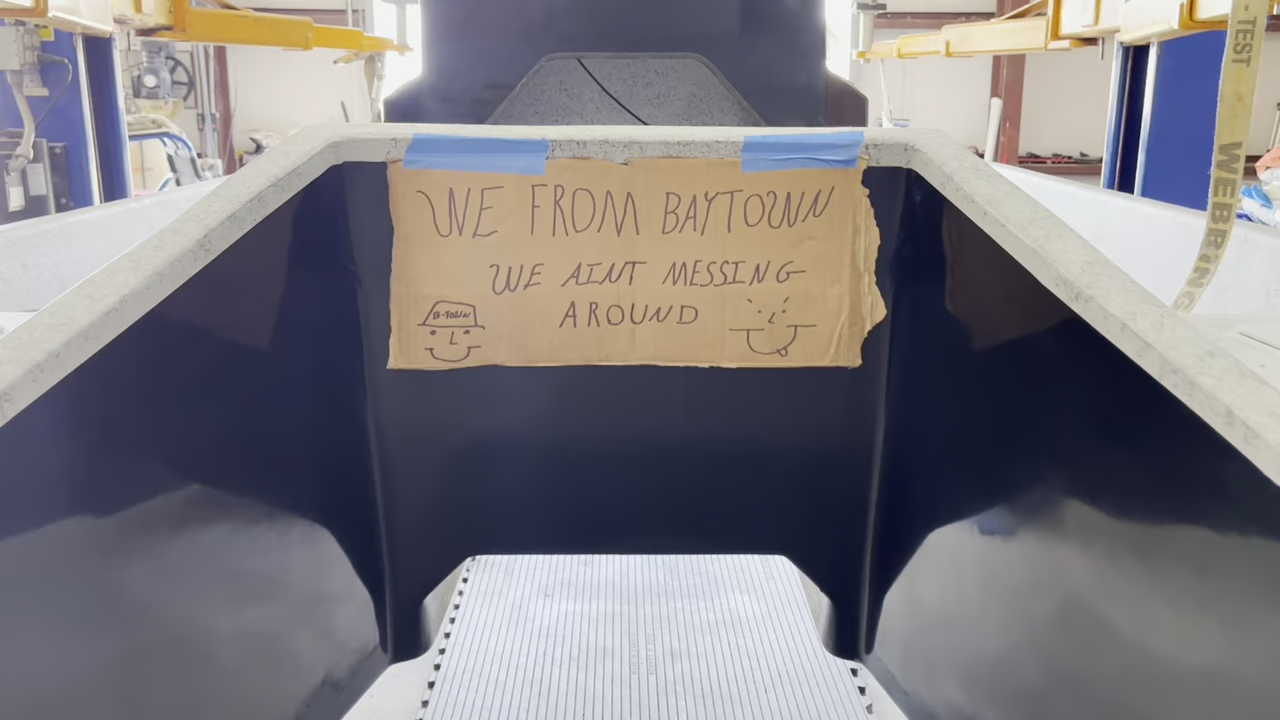 WE FROM BAYTOWN
WE AINT MESSING
AROUND
B-TOWN
-TEST
WEBBING